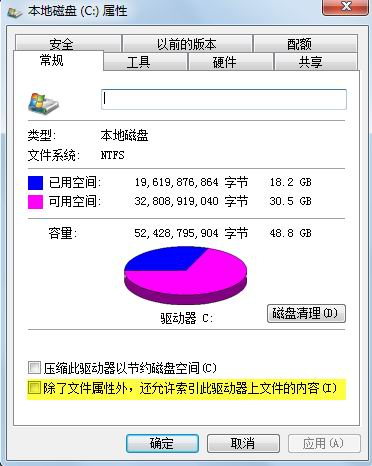 本地磁盘 (C:) 属性
安全 以前的版本 配额
常规 工具 硬件 共享
类型: 本地磁盘
文件系统: NTFS
已用空间: 19,619,876,864 字节 18.2 GB
可用空间: 32,808,919,040 字节 30.5 GB
容量: 52,428,795,904 字节 48.8 GB
驱动器 C: 磁盘清理(D)
压缩此驱动器以节约磁盘空间(C)
除了文件属性外，还允许索引此驱动器上文件的内容(I)
确定 取消 应用(A)